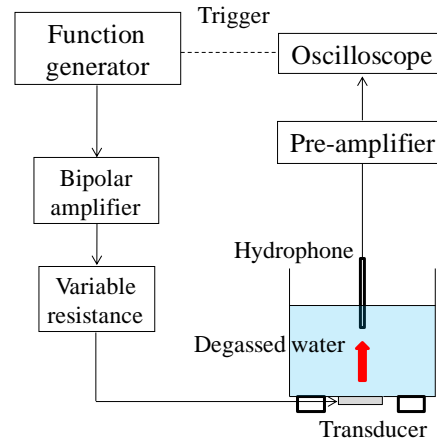 Trigger
Function
generator
Oscilloscope
Pre-amplifier
Bipolar
amplifier
Hydrophone
Variable
resistance
Degassed water
Transducer